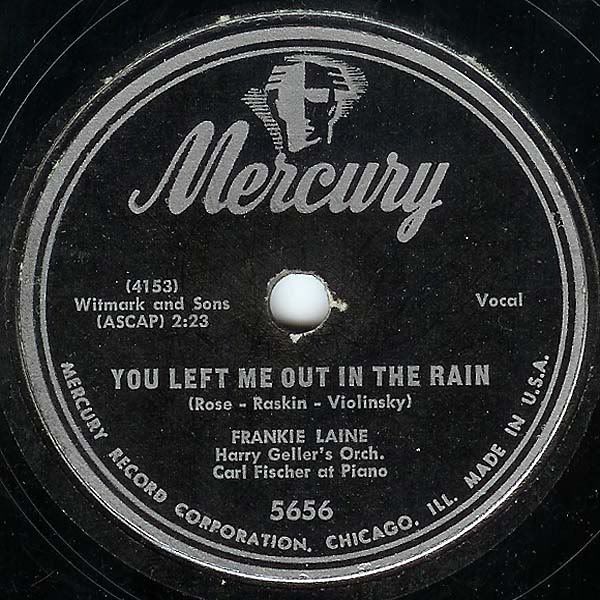 Mercury
(4153)
Witmark and Sons
(ASCAP) 2:23
Vocal
YOU LEFT ME OUT IN THE RAIN
(Rose - Raskin - Violinsky)
FRANKIE LAINE
Harry Geller's Orch.
Carl Fischer at Piano
5656
MERCURY RECORD CORPORATION, CHICAGO, ILL. MADE IN U.S.A.